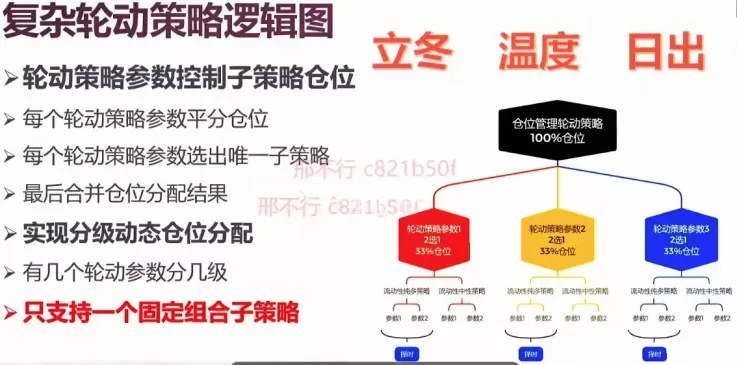 复杂轮动策略逻辑图
立冬 温度 日出
➤轮动策略参数控制子策略仓位
➤每个轮动策略参数平分仓位
➤每个轮动策略参数选出唯一子策略
➤最后合并仓位分配结果
➤实现分级动态仓位分配
➤有几个轮动参数分几级
➤只支持一个固定组合子策略
邢不行 c821b50f
邢不行 c821b50f
仓位管理轮动策略
100%仓位
轮动策略参数1
2选1
33%仓位
轮动策略参数2
2选1
33%仓位
轮动策略参数3
2选1
33%仓位
流动性纯多策略 流动性中性策略 流动性纯多策略 流动性中性策略 流动性纯多策略 流动性中性策略
参数1 参数2 参数1 参数2 参数1 参数2 参数1 参数2 参数1 参数2 参数1 参数2
择时 择时 择时